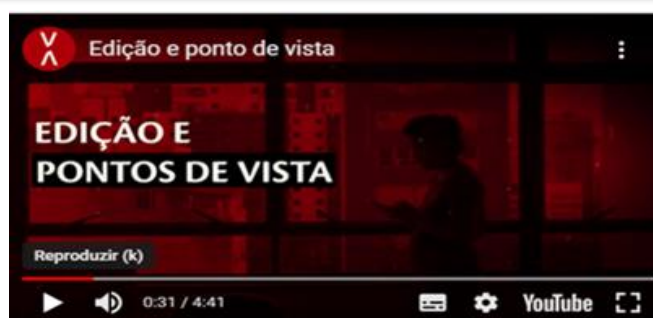 Edição e ponto de vista
EDIÇÃO E
PONTOS DE VISTA
Reproduzir (k)
0:31 / 4:41
YouTube